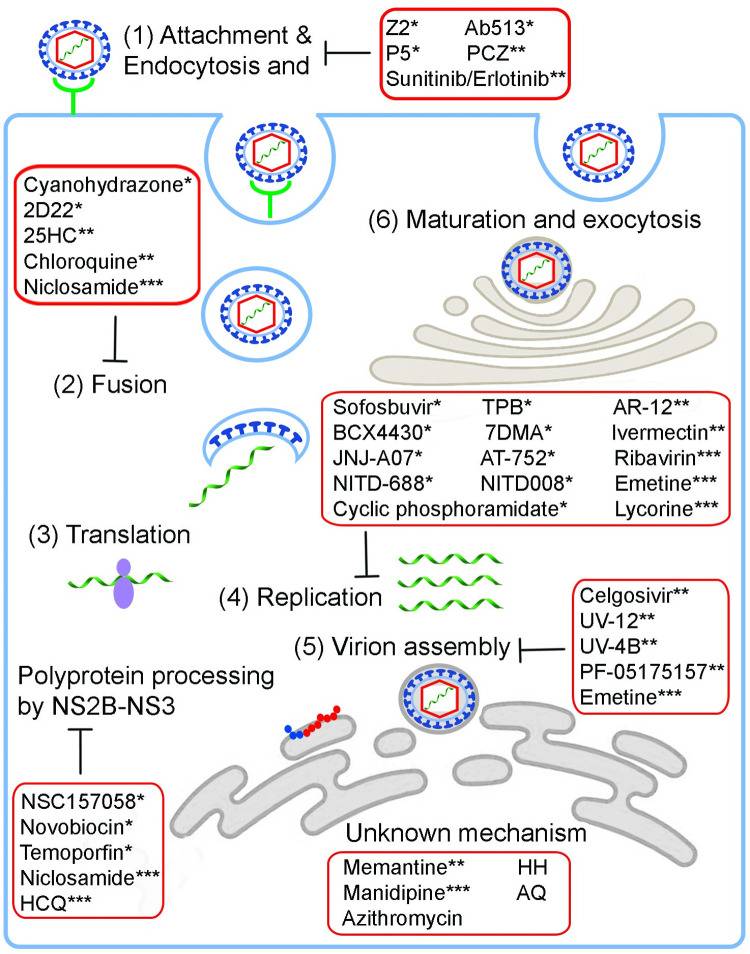 (1) Attachment &
Endocytosis and
Z2* Ab513*
P5* PCZ**
Sunitinib/Erlotinib**
Cyanohydrazone*
2D22*
25HC**
Chloroquine**
Niclosamide***
(2) Fusion
(6) Maturation and exocytosis
Sofosbuvir* TPB* AR-12**
BCX4430* 7DMA* Ivermectin**
JNJ-A07* AT-752* Ribavirin***
NITD-688* NITD008* Emetine***
Cyclic phosphoramidate* Lycorine***
(3) Translation
(4) Replication
(5) Virion assembly
Celgosivir**
UV-12**
UV-4B**
PF-05175157**
Emetine***
Polyprotein processing
by NS2B-NS3
NSC157058*
Novobiocin*
Temoporfin*
Niclosamide***
HCQ***
Unknown mechanism
Memantine** HH
Manidipine*** AQ
Azithromycin